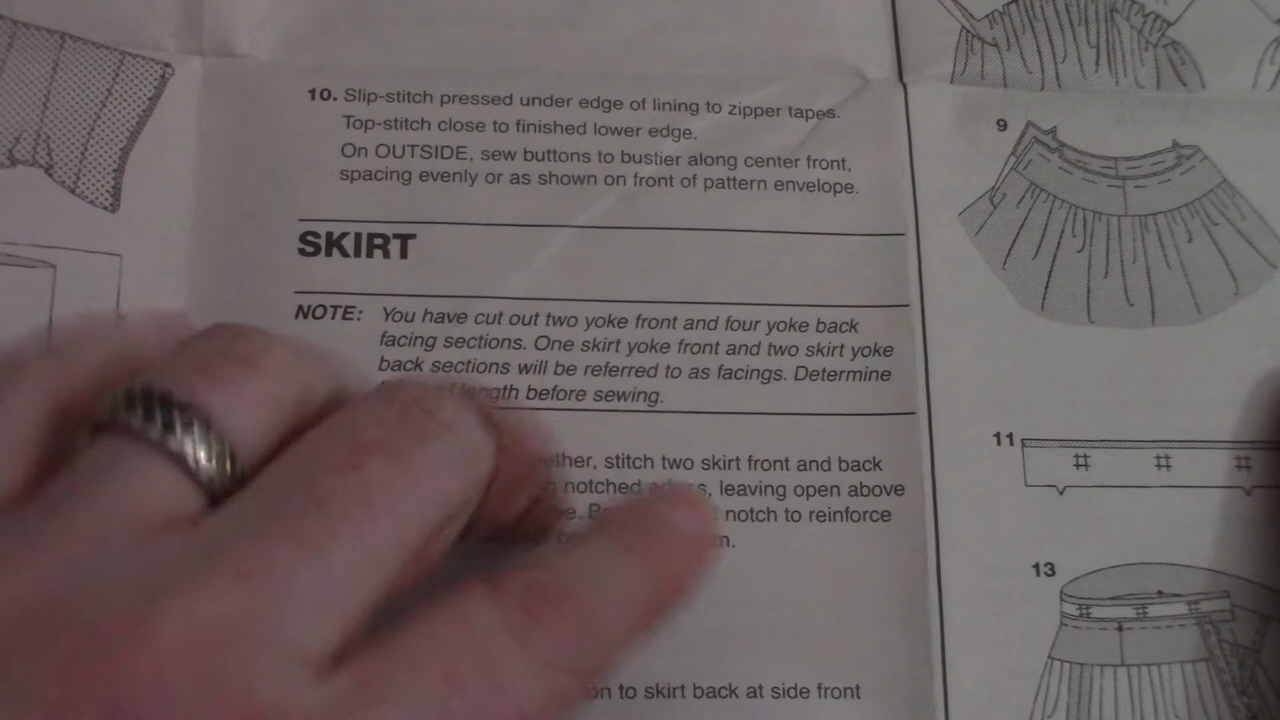 10. Slip-stitch pressed under edge of lining to zipper tapes.
Top-stitch close to finished lower edge.
On OUTSIDE, sew buttons to bustier along center front,
spacing evenly or as shown on front of pattern envelope.
SKIRT
NOTE: You have cut out two yoke front and four yoke back
facing sections. One skirt yoke front and two skirt yoke
back sections will be referred to as facings. Determine
before sewing.
stitch two skirt front and back
notched leaving open above
notch to reinforce
to skirt back at side front
9
11
13